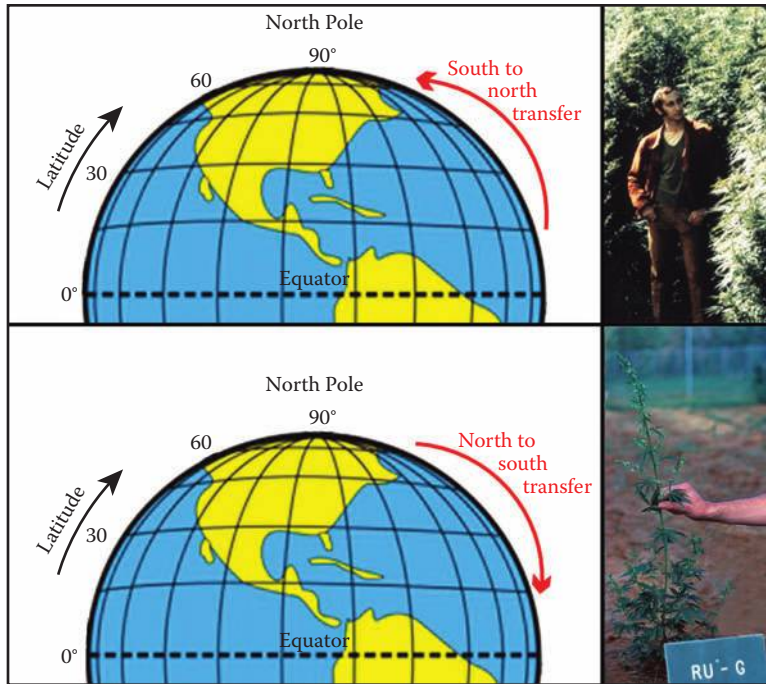 North Pole
90°
60
South to
north
transfer
Latitude
30
Equator
0°
North Pole
90°
60
North to
south
transfer
Latitude
30
Equator
0°
RU - G